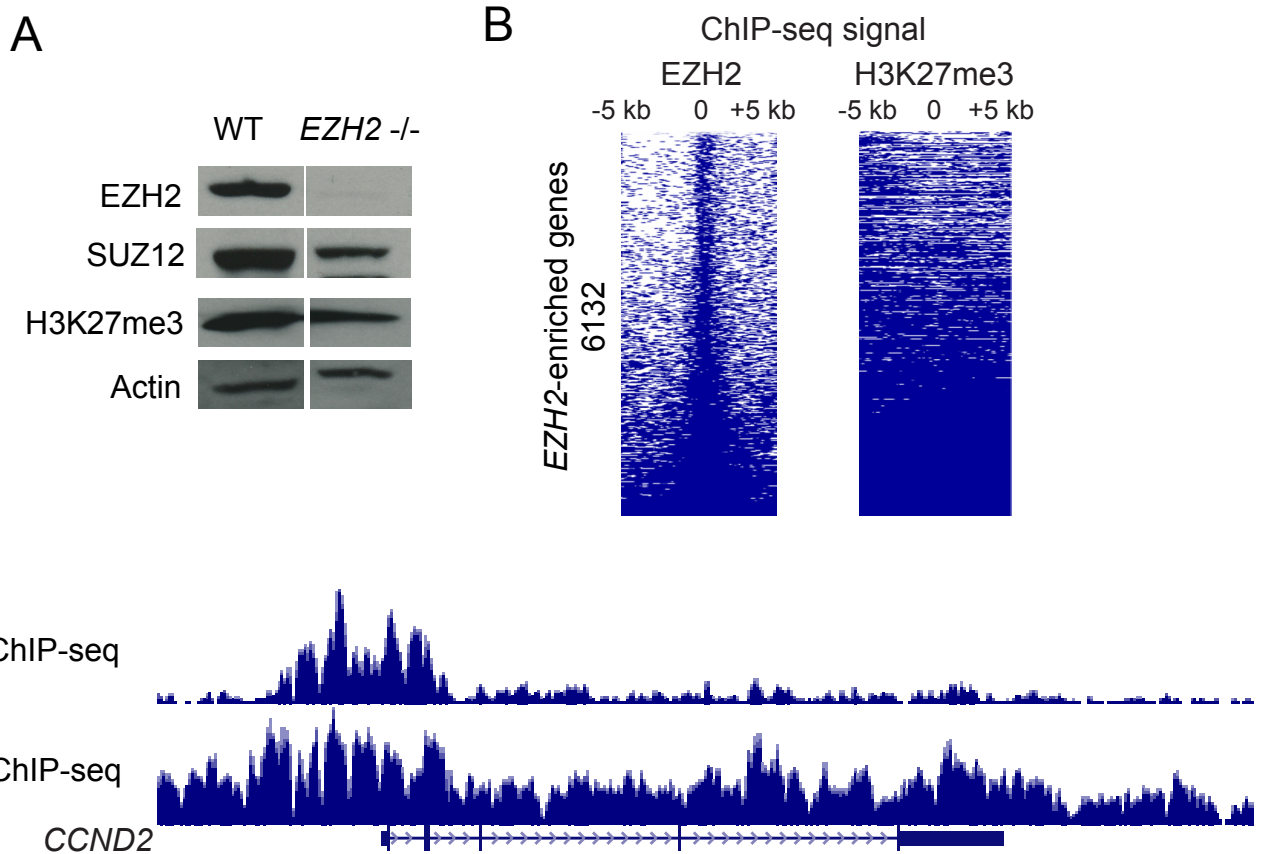 A
WT EZH2 -/-
EZH2
SUZ12
H3K27me3
Actin
B
ChIP-seq signal
EZH2 H3K27me3
-5 kb 0 +5 kb -5 kb 0 +5 kb
EZH2-enriched genes
6132
ChIP-seq
ChIP-seq
CCND2